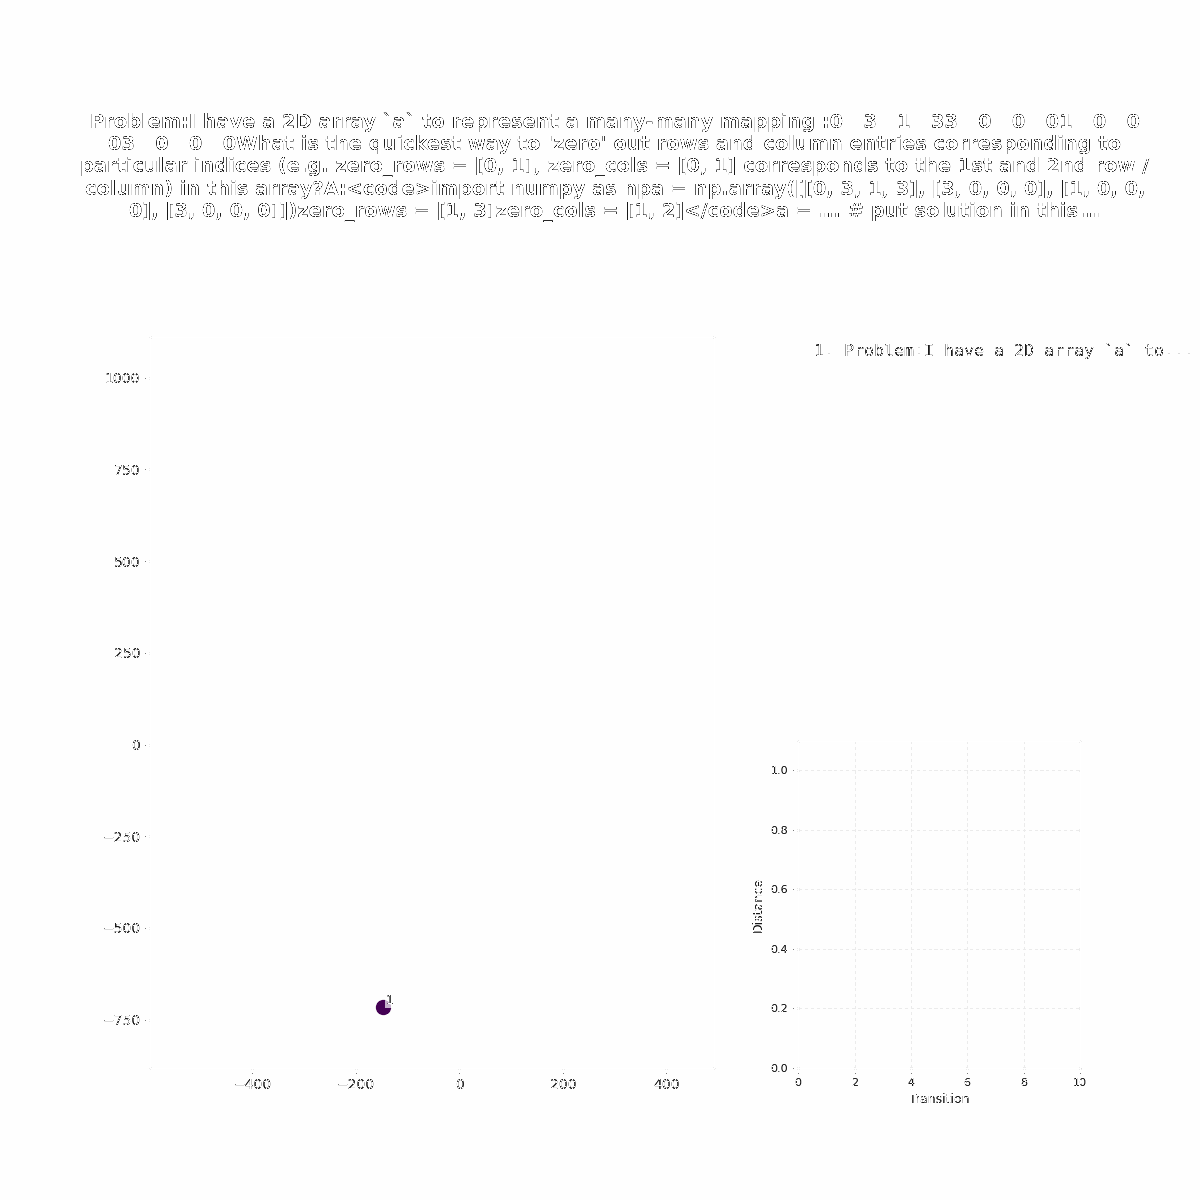 Problem:I have a 2D array `a` to represent a many-many mapping :0 3 1 33 0 0 01 0 0
03 0 0 0What is the quickest way to 'zero' out rows and column entries corresponding to
particular indices (e.g. zero_rows = [0, 1], zero_cols = [0, 1] corresponds to the 1st and 2nd row /
column) in this array?A:<code>import numpy as npa = np.array([[0, 3, 1, 3], [3, 0, 0, 0], [1, 0, 0,
0], [3, 0, 0, 0]])zero_rows = [1, 3]zero_cols = [1, 2]</code>a = ... # put solution in this...
1. Problem:I have a 2D array `a` to...
1000
750
500
250
0
−250
−500
−750
−400 −200 0 200 400
1
1.0
0.8
0.6
0.4
0.2
0.0
Distance
0 2 4 6 8 10
Transition